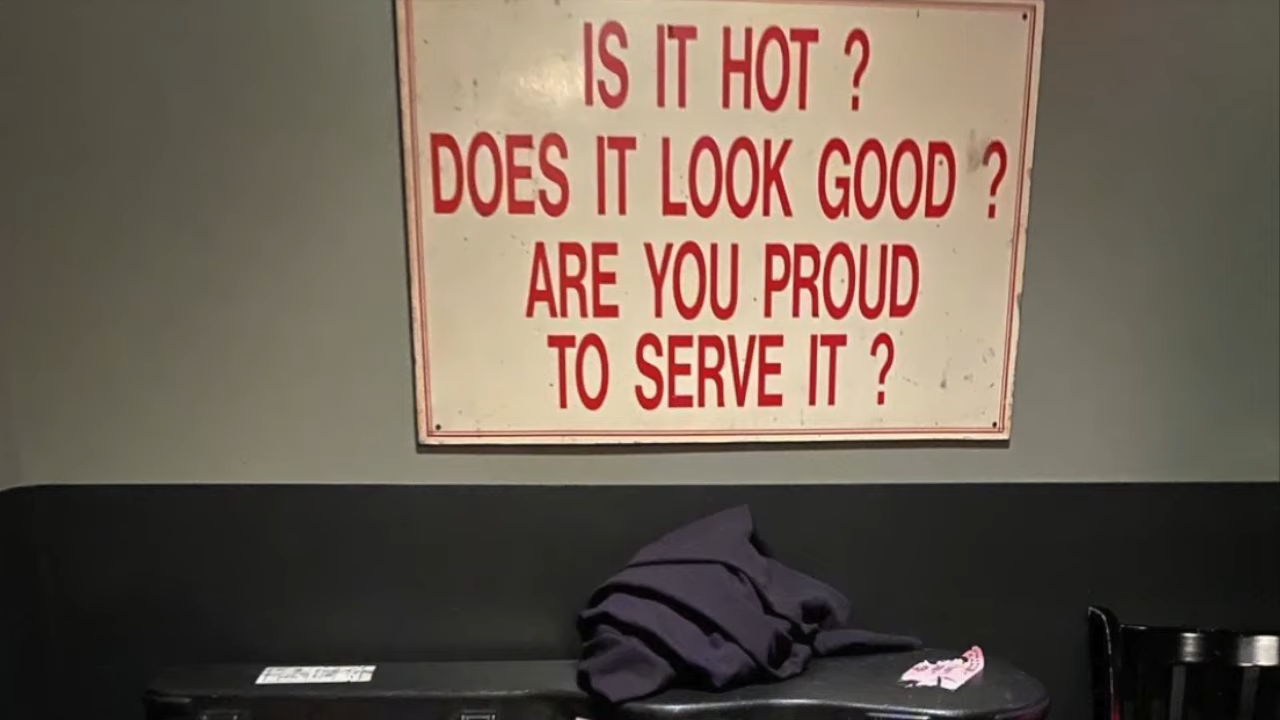 IS IT HOT ?
DOES IT LOOK GOOD ?
ARE YOU PROUD
TO SERVE IT ?